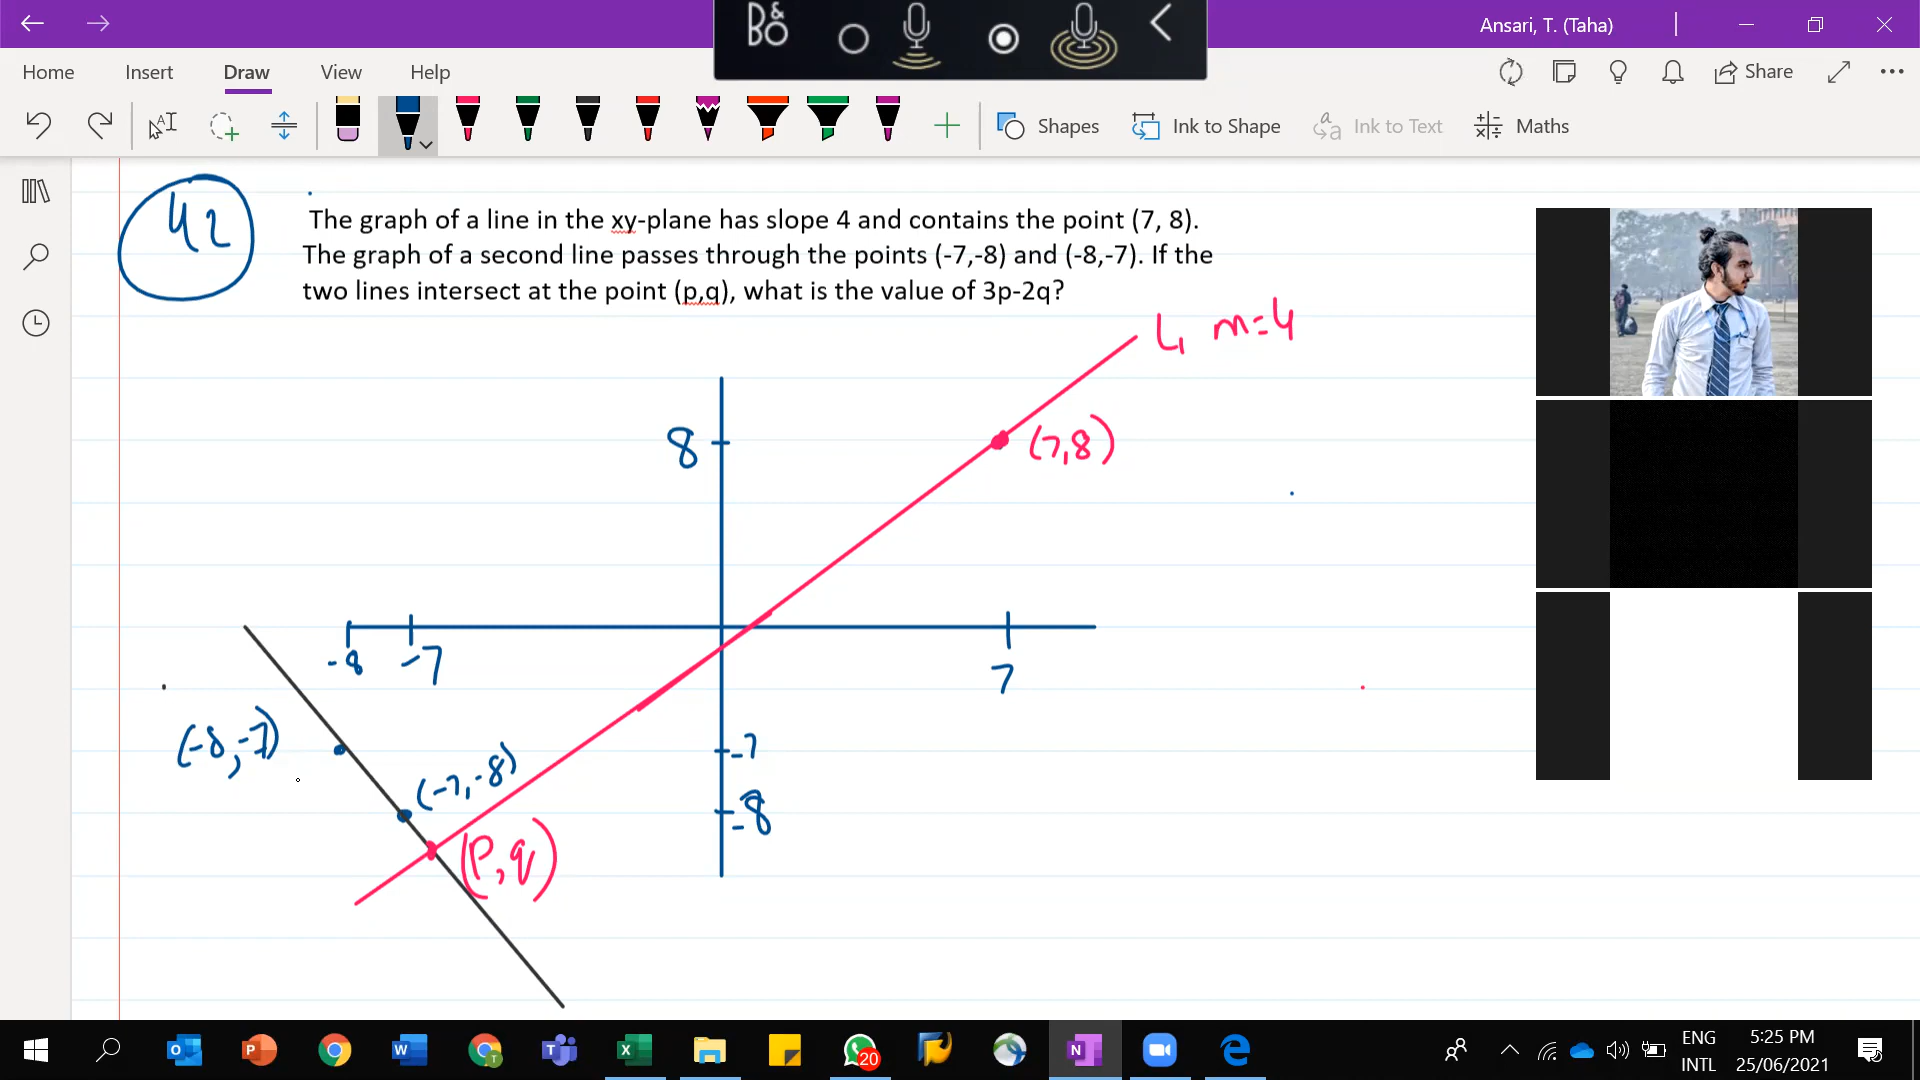 B&O
Ansari, T. (Taha)
Home Insert Draw View Help
Share
Shapes Ink to Shape Ink to Text Maths
42
The graph of a line in the xy-plane has slope 4 and contains the point (7, 8).
The graph of a second line passes through the points (-7,-8) and (-8,-7). If the
two lines intersect at the point (p,q), what is the value of 3p-2q?
L1 m=4
8
(7,8)
-8 -7
7
(-8,-7)
-7
(-7,-8)
-8
(P,q)
20
ENG
INTL
5:25 PM
25/06/2021